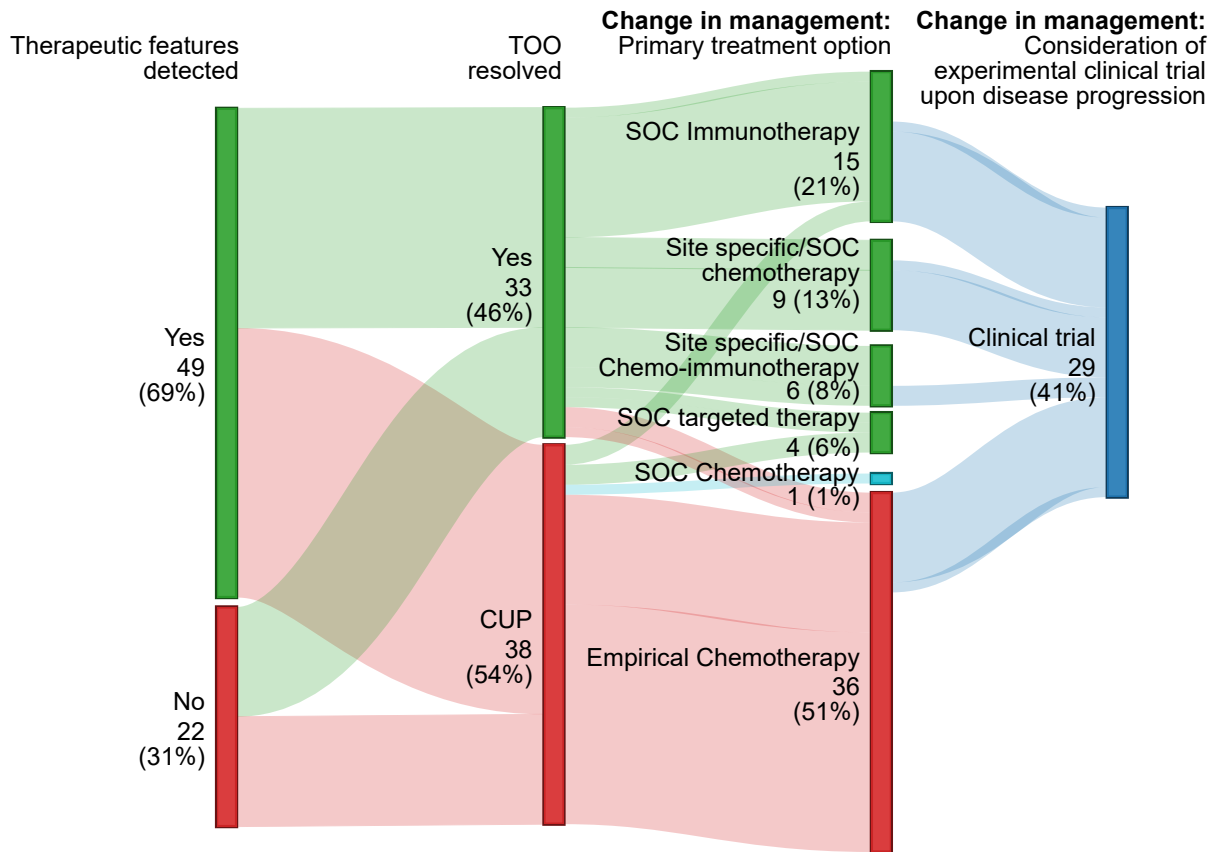 Therapeutic features
detected
TOO
resolved
Change in management:
Primary treatment option
Change in management:
Consideration of
experimental clinical trial
upon disease progression
Yes
49
(69%)
No
22
(31%)
Yes
33
(46%)
CUP
38
(54%)
SOC Immunotherapy
15
(21%)
Site specific/SOC
chemotherapy
9 (13%)
Site specific/SOC
Chemo-immunotherapy
6 (8%)
SOC targeted therapy
4 (6%)
SOC Chemotherapy
1 (1%)
Empirical Chemotherapy
36
(51%)
Clinical trial
29
(41%)